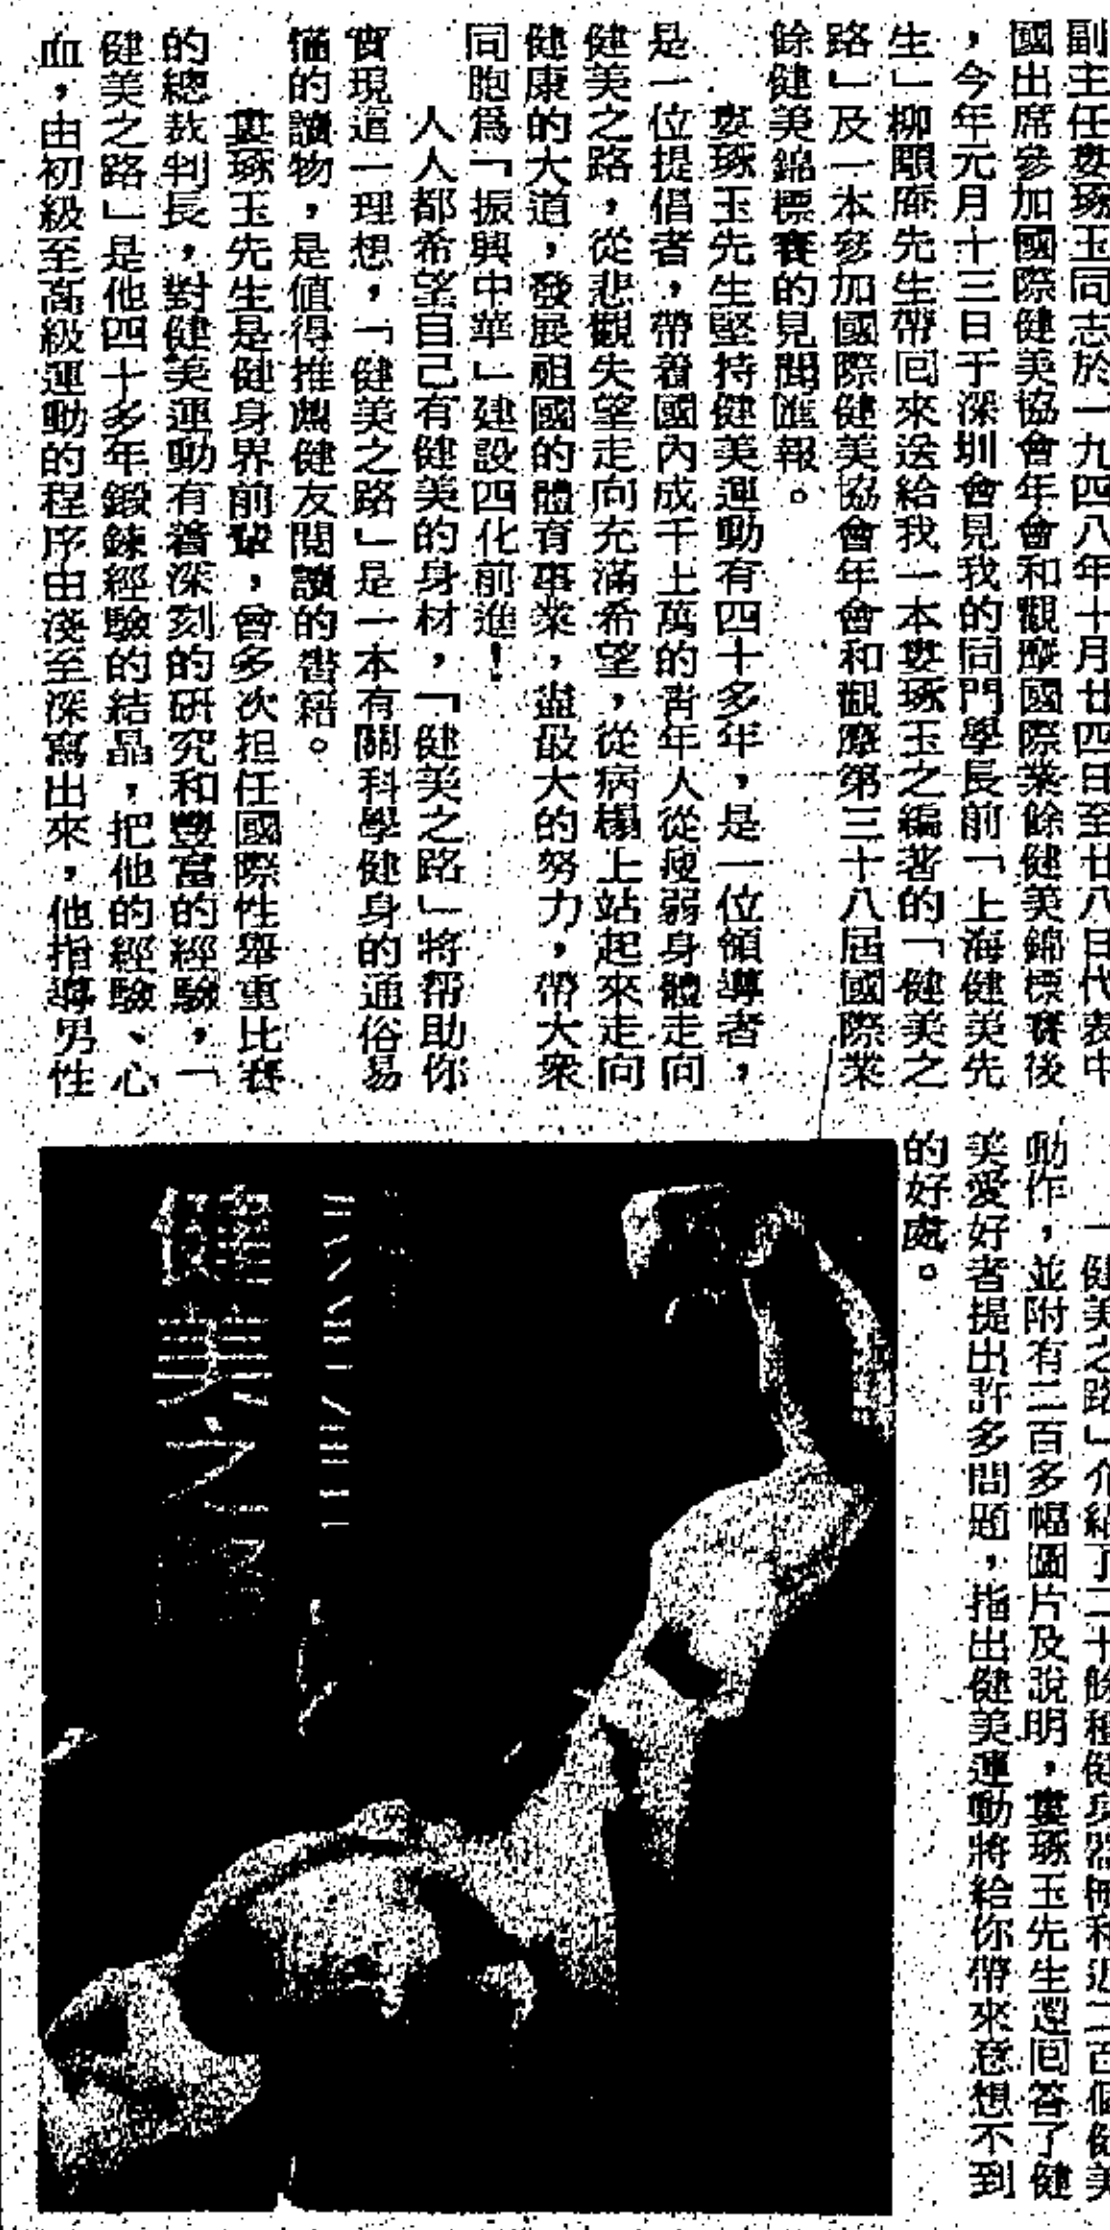 副主任婁琢玉同志於一九四八年十月廿四日至廿八日代表中
國出席參加國際健美協會年會和觀摩國際業餘健美錦標賽後
，今年元月十三日于深圳會見我的同門學長前「上海健美先
生」柳顒庵先生帶回來送給我一本婁琢玉之編著的「健美之
路」及一本參加國際健美協會年會和觀摩第三十八屆國際業
餘健美錦標賽的見聞匯報。
婁琢玉先生堅持健美運動有四十多年，是一位領導者，
是一位提倡者，帶着國內成千上萬的青年人從瘦弱身體走向
健美之路，從悲觀失望走向充滿希望，從病榻上站起來走向
健康的大道，發展祖國的體育事業，盡最大的努力，帶大衆
同胞爲「振興中華」建設四化前進！
人人都希望自己有健美的身材，「健美之路」將帮助你
實現這一理想，「健美之路」是一本有關科學健身的通俗易
懂的讀物，是值得推薦健友閱讀的書籍。
婁琢玉先生是健身界前輩，曾多次担任國際性舉重比賽
的總裁判長，對健美運動有着深刻的研究和豐富的經驗，「
健美之路」是他四十多年鍛鍊經驗的結晶，把他的經驗、心
血，由初級至高級運動的程序由淺至深寫出來，他指導男性
「健美之路」介紹了二十餘種健身器械和近二百個健美
動作，並附有二百多幅圖片及說明，婁琢玉先生還回答了健
美愛好者提出許多問題，指出健美運動將給你帶來意想不到
的好處。
健美之路